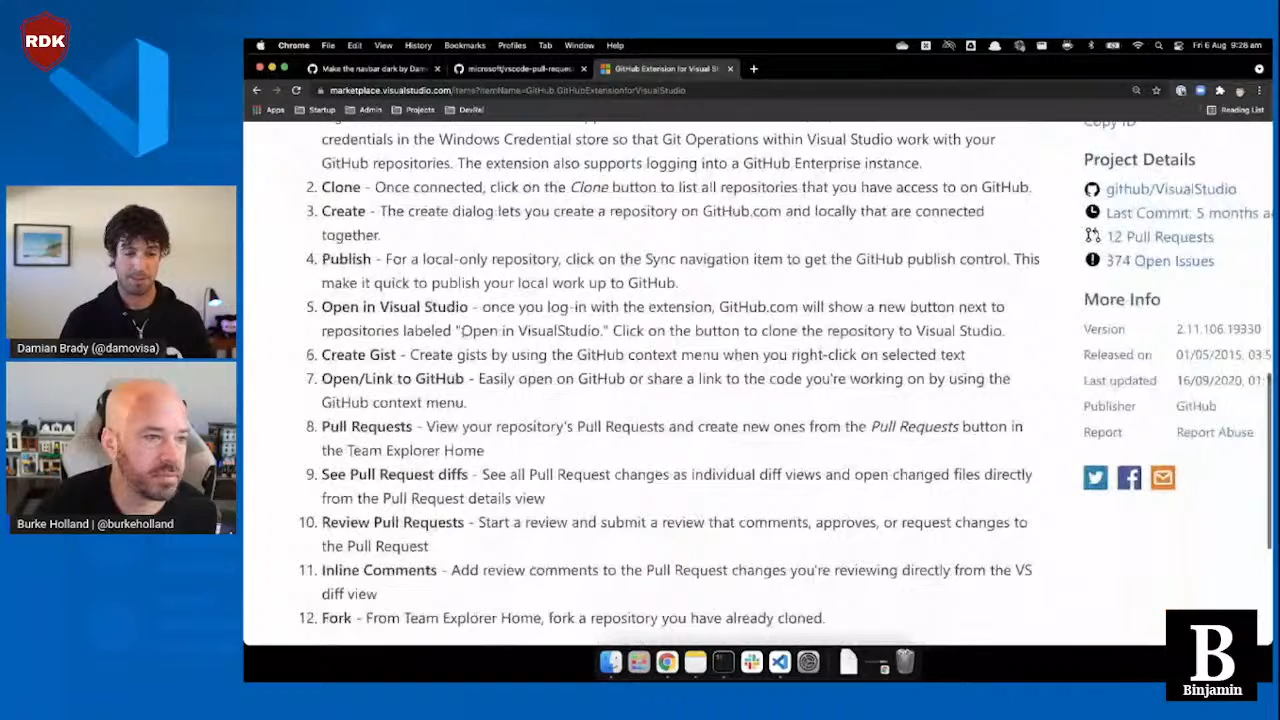 RDK
Chrome File Edit View History Bookmarks Profiles Tab Window Help
Fri 6 Aug 9:28 am
Make the navbar dark by Dam
microsoft/vscode-pull-reques
GitHub Extension for Visual St
marketplace.visualstudio.com/items?itemName=GitHub.GitHubExtensionforVisualStudio
Apps Startup Admin Projects DevRel
Reading List
Copy ID
credentials in the Windows Credential store so that Git Operations within Visual Studio work with your
GitHub repositories. The extension also supports logging into a GitHub Enterprise instance.
2. Clone - Once connected, click on the Clone button to list all repositories that you have access to on GitHub.
3. Create - The create dialog lets you create a repository on GitHub.com and locally that are connected
together.
4. Publish - For a local-only repository, click on the Sync navigation item to get the GitHub publish control. This
make it quick to publish your local work up to GitHub.
5. Open in Visual Studio - once you log-in with the extension, GitHub.com will show a new button next to
repositories labeled "Open in VisualStudio." Click on the button to clone the repository to Visual Studio.
6. Create Gist - Create gists by using the GitHub context menu when you right-click on selected text
7. Open/Link to GitHub - Easily open on GitHub or share a link to the code you're working on by using the
GitHub context menu.
8. Pull Requests - View your repository's Pull Requests and create new ones from the Pull Requests button in
the Team Explorer Home
9. See Pull Request diffs - See all Pull Request changes as individual diff views and open changed files directly
from the Pull Request details view
10. Review Pull Requests - Start a review and submit a review that comments, approves, or request changes to
the Pull Request
11. Inline Comments - Add review comments to the Pull Request changes you're reviewing directly from the VS
diff view
12. Fork - From Team Explorer Home, fork a repository you have already cloned.
Project Details
github/VisualStudio
Last Commit: 5 months a
12 Pull Requests
374 Open Issues
More Info
Version 2.11.106.19330
Released on 01/05/2015, 03:5
Last updated 16/09/2020, 01:
Publisher GitHub
Report Report Abuse
Damian Brady (@damovisa)
Burke Holland | @burkeholland
B
Binjamin